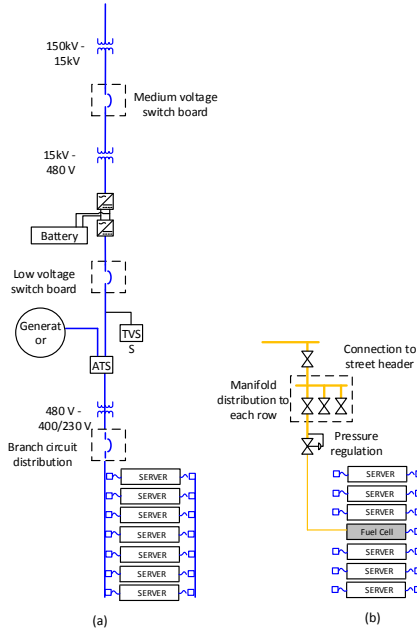 150kV -
15kV
Medium voltage
switch board
15kV -
480 V
Battery
Low voltage
switch board
Generat
or
TVS
S
ATS
480 V -
400/230 V
Branch circuit
distribution
SERVER
SERVER
SERVER
SERVER
SERVER
SERVER
SERVER
(a)
Connection to
street header
Manifold
distribution to
each row
Pressure
regulation
SERVER
SERVER
SERVER
Fuel Cell
SERVER
SERVER
SERVER
(b)